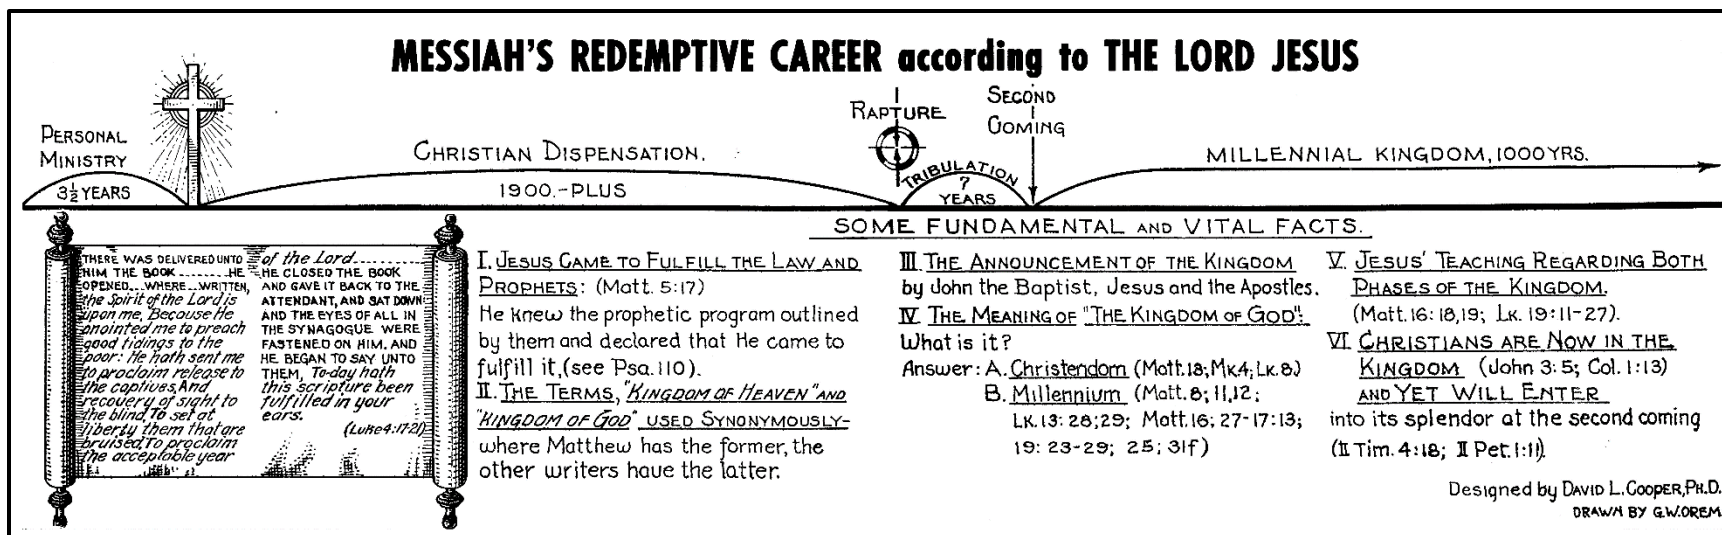 MESSIAH'S REDEMPTIVE CAREER according to THE LORD JESUS
PERSONAL
MINISTRY
3½ YEARS
CHRISTIAN DISPENSATION.
1900.-PLUS
RAPTURE
TRIBULATION
7
YEARS
SECOND
COMING
MILLENNIAL KINGDOM, 1000 YRS.
SOME FUNDAMENTAL AND VITAL FACTS.
THERE WAS DELIVERED UNTO
HIM THE BOOK........HE
OPENED...WHERE...WRITTEN,
the Spirit of the Lord is
upon me, Because He
anointed me to preach
good tidings to the
poor: He hath sent me
to proclaim release to
the captives, And
recovery of sight to
the blind, To set at
liberty them that are
bruised To proclaim
the acceptable year
of the Lord..........
HE CLOSED THE BOOK
AND GAVE IT BACK TO THE
ATTENDANT, AND SAT DOWN:
AND THE EYES OF ALL IN
THE SYNAGOGUE WERE
FASTENED ON HIM. AND
HE BEGAN TO SAY UNTO
THEM, To-day hath
this scripture been
fulfilled in your
ears.
(Luke 4:17-21)
I. JESUS CAME TO FULFILL THE LAW AND
PROPHETS: (Matt. 5:17)
He knew the prophetic program outlined
by them and declared that He came to
fulfill it, (see Psa. 110).
II. THE TERMS, "KINGDOM OF HEAVEN" AND
"KINGDOM OF GOD" USED SYNONYMOUSLY-
where Matthew has the former, the
other writers have the latter.
III. THE ANNOUNCEMENT OF THE KINGDOM
by John the Baptist, Jesus and the Apostles.
IV. THE MEANING OF "THE KINGDOM OF GOD":
What is it?
Answer: A. Christendom (Matt. 13; Mk. 4; Lk. 8.)
B. Millennium (Matt. 8; 11,12;
Lk. 13: 28; 29; Matt. 16; 27-17:13;
19: 23-29; 25; 31f)
V. JESUS' TEACHING REGARDING BOTH
PHASES OF THE KINGDOM.
(Matt. 16: 18,19; Lk. 19: 11-27).
VI. CHRISTIANS ARE NOW IN THE
KINGDOM (John 3: 5; Col. 1:13)
AND YET WILL ENTER
into its splendor at the second coming
(II Tim. 4:18; II Pet. 1:11).
Designed by DAVID L. COOPER, PH.D.
DRAWN BY G.W. OREM